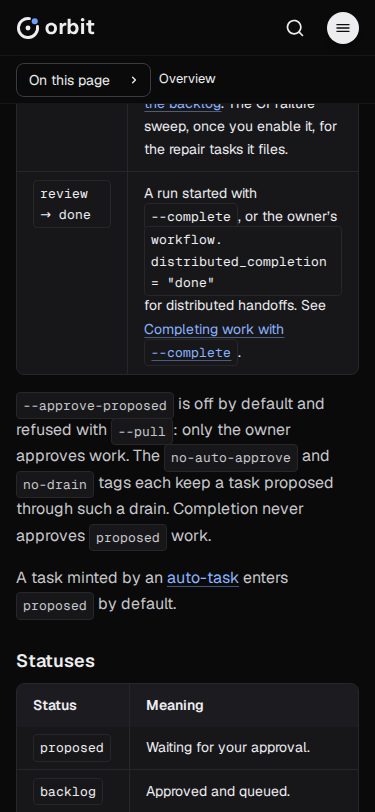 orbit
On this page
Overview
the backlog. The CI failure
sweep, once you enable it, for
the repair tasks it files.
review
→ done
A run started with
--complete, or the owner's
workflow.
distributed_completion
= "done"
for distributed handoffs. See
Completing work with
--complete.
--approve-proposed is off by default and
refused with --pull: only the owner
approves work. The no-auto-approve and
no-drain tags each keep a task proposed
through such a drain. Completion never
approves proposed work.
A task minted by an auto-task enters
proposed by default.
Statuses
Status Meaning
proposed Waiting for your approval.
backlog Approved and queued.